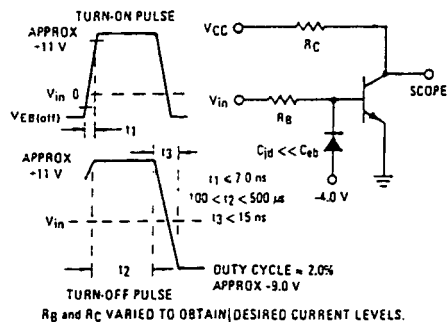 TURN-ON PULSE
APPROX
+11 V
Vin 0
VEB(off)
t1
t3
APPROX
+11 V
Vin
t2
TURN-OFF PULSE
t1 < 7.0 ns
100 < t2 < 500 µs
t3 < 15 ns
DUTY CYCLE ≈ 2.0%
APPROX -9.0 V
VCC
RC
SCOPE
Vin
RB
Cjd << Ceb
-4.0 V
RB and RC VARIED TO OBTAIN DESIRED CURRENT LEVELS.